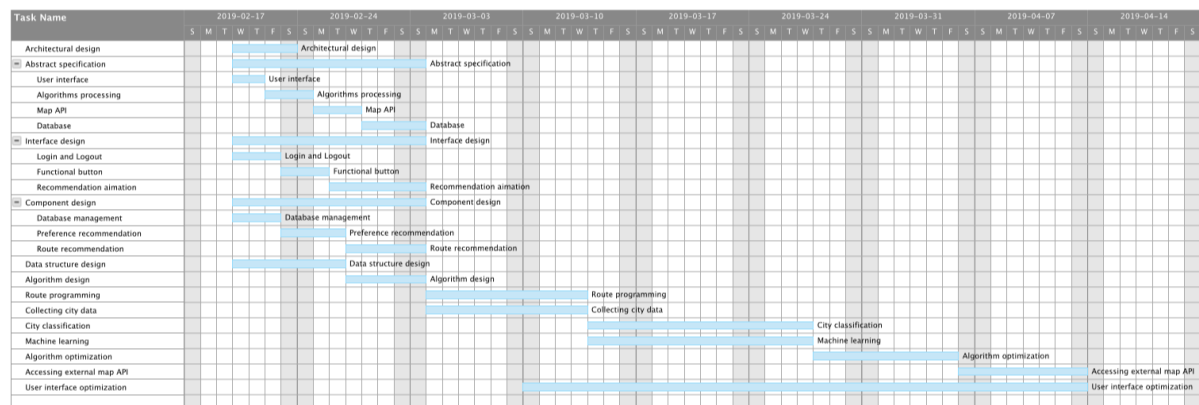 Task Name 2019-02-17 2019-02-24 2019-03-03 2019-03-10 2019-03-17 2019-03-24 2019-03-31 2019-04-07 2019-04-14
S M T W T F S S M T W T F S S M T W T F S S M T W T F S S M T W T F S S M T W T F S S M T W T F S S M T W T F S S M T W T F S
Architectural design Architectural design
Abstract specification Abstract specification
User interface User interface
Algorithms processing Algorithms processing
Map API Map API
Database Database
Interface design Interface design
Login and Logout Login and Logout
Functional button Functional button
Recommendation aimation Recommendation aimation
Component design Component design
Database management Database management
Preference recommendation Preference recommendation
Route recommendation Route recommendation
Data structure design Data structure design
Algorithm design Algorithm design
Route programming Route programming
Collecting city data Collecting city data
City classification City classification
Machine learning Machine learning
Algorithm optimization Algorithm optimization
Accessing external map API Accessing external map API
User interface optimization User interface optimization